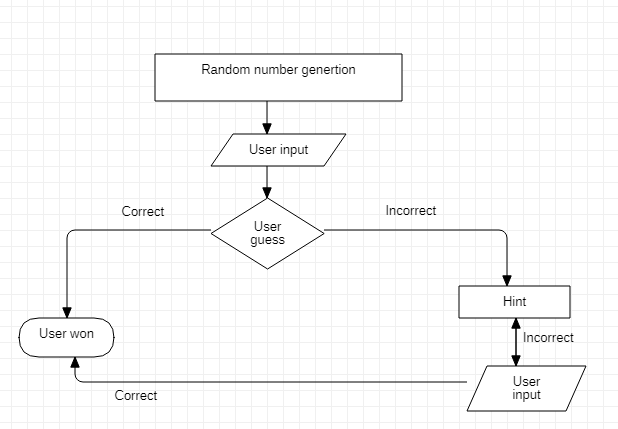 Random number genertion
User input
User
guess
Correct
Incorrect
Hint
Incorrect
User won
User
input
Correct